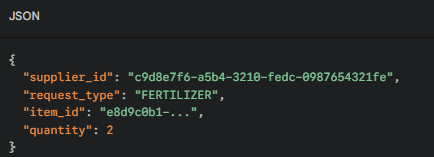 JSON
{
"supplier_id": "c9d8e7f6-a5b4-3210-fedc-0987654321fe",
"request_type": "FERTILIZER",
"item_id": "e8d9c0b1-...",
"quantity": 2
}